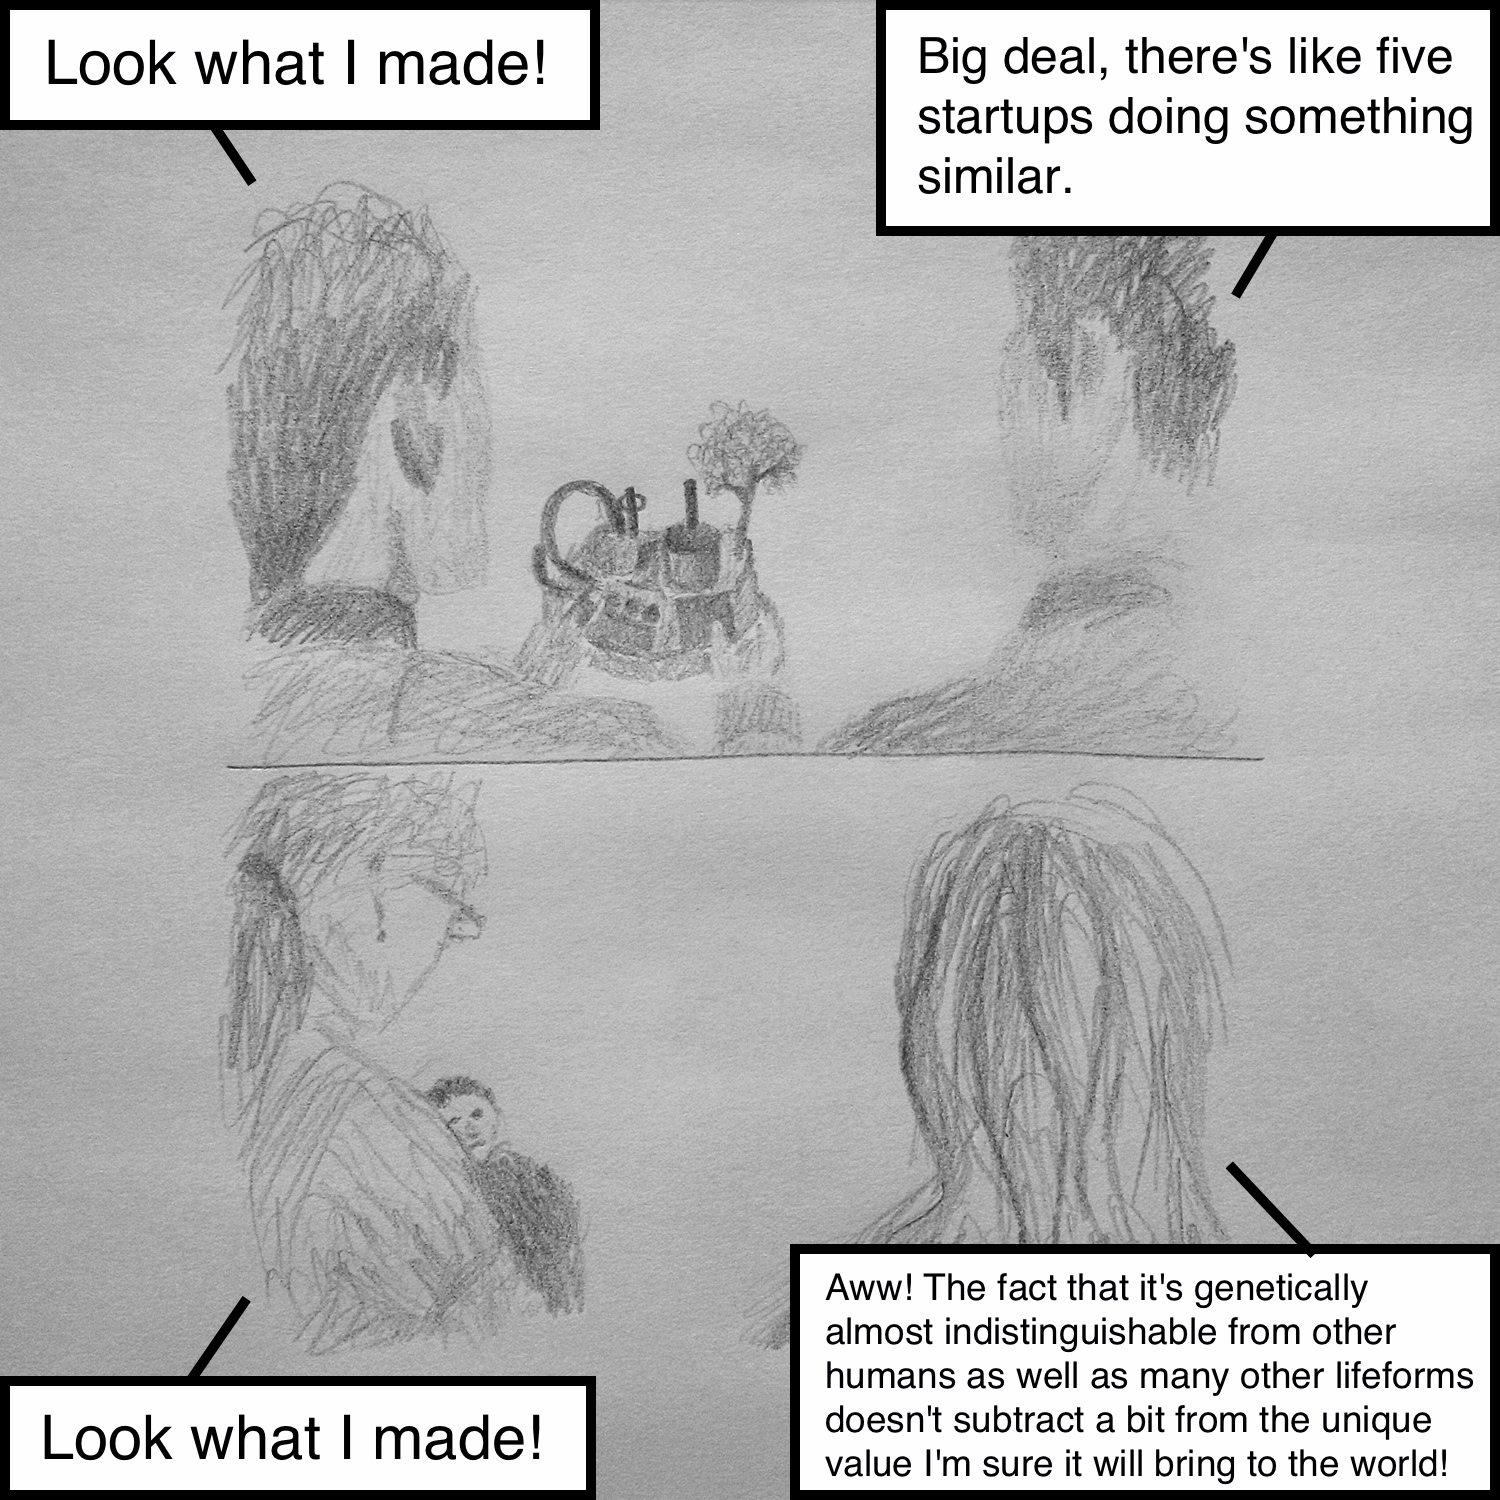 Look what I made!
Big deal, there's like five
startups doing something
similar.
Look what I made!
Aww! The fact that it's genetically
almost indistinguishable from other
humans as well as many other lifeforms
doesn't subtract a bit from the unique
value I'm sure it will bring to the world!